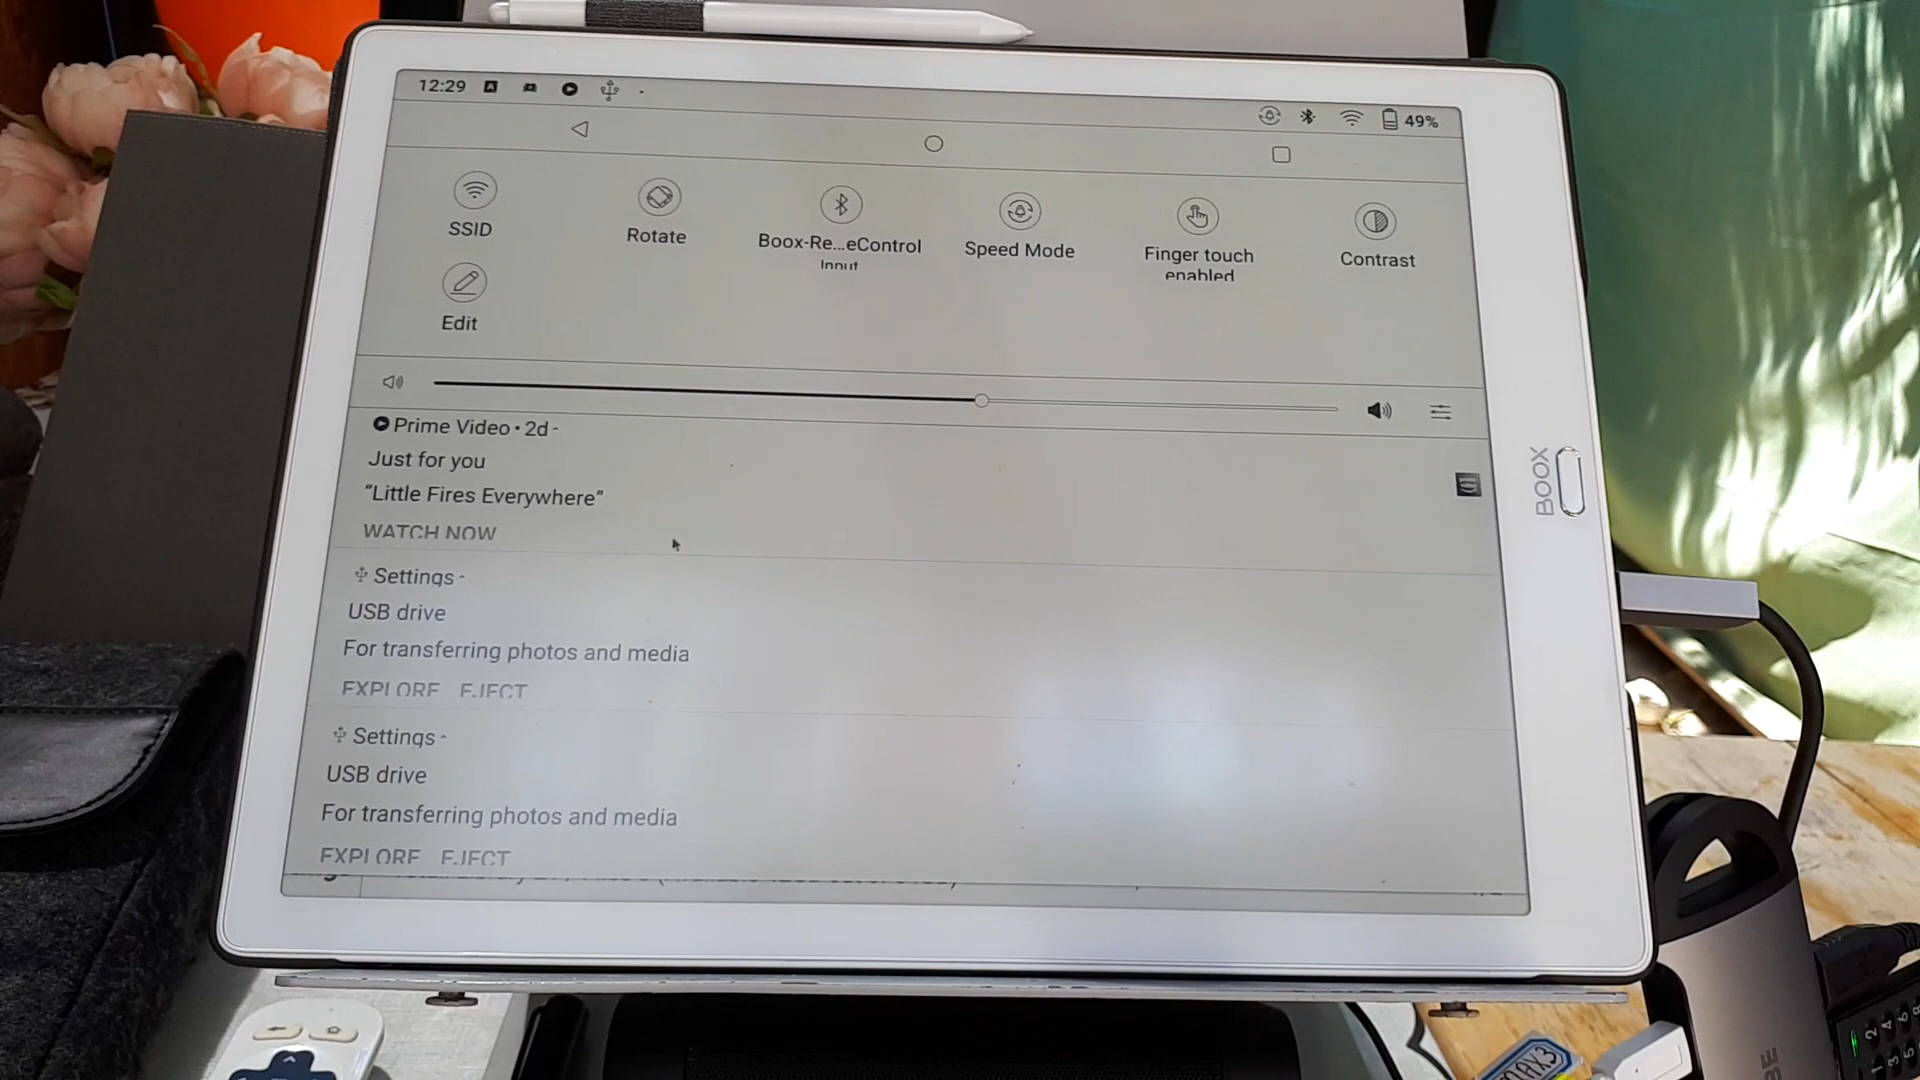 12:29
49%
SSID
Rotate
Boox-Re...eControl
Input
Speed Mode
Finger touch
enabled
Contrast
Edit
Prime Video • 2d
Just for you
“Little Fires Everywhere”
WATCH NOW
Settings
USB drive
For transferring photos and media
EXPLORE EJECT
Settings
USB drive
For transferring photos and media
EXPLORE EJECT
BOOX
MAX3